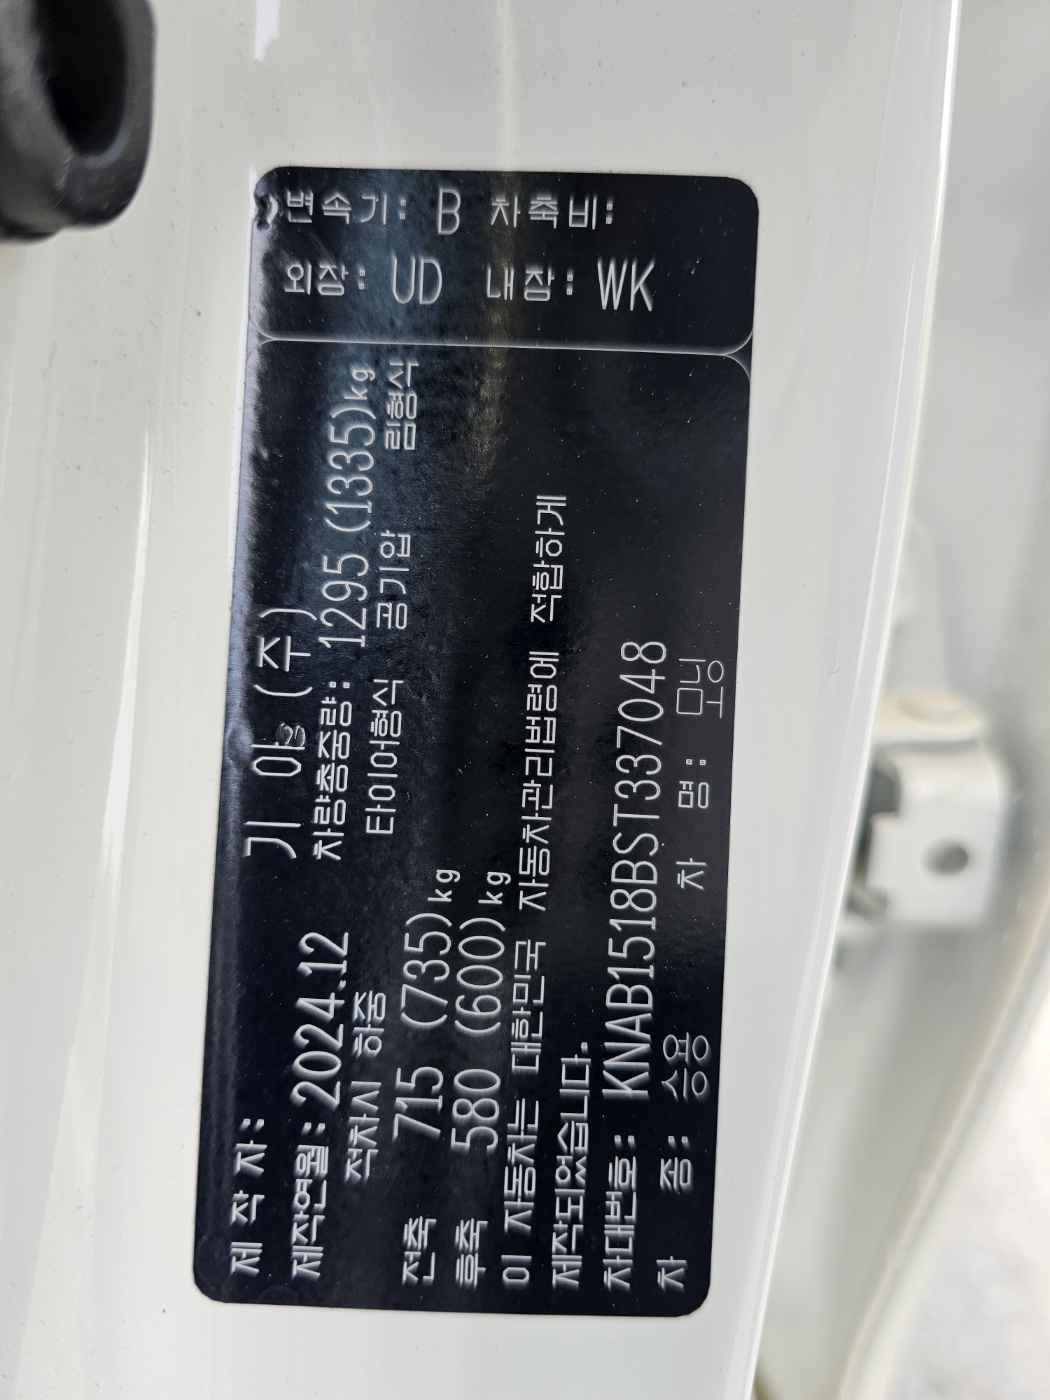 변속기: B 차축비:
외장: UD 내장: WK
제 작 자: 기 아 (주)
제작연월: 2024.12 차량총중량: 1295 (1335)kg
적차시 하중 타이어형식 공기압 림형식
전축 715 (735)kg
후축 580 (600)kg
이 자동차는 대한민국 자동차관리법령에 적합하게
제작되었습니다.
차대번호: KNAB1518BST337048
차 종: 승용 차 명: 모닝